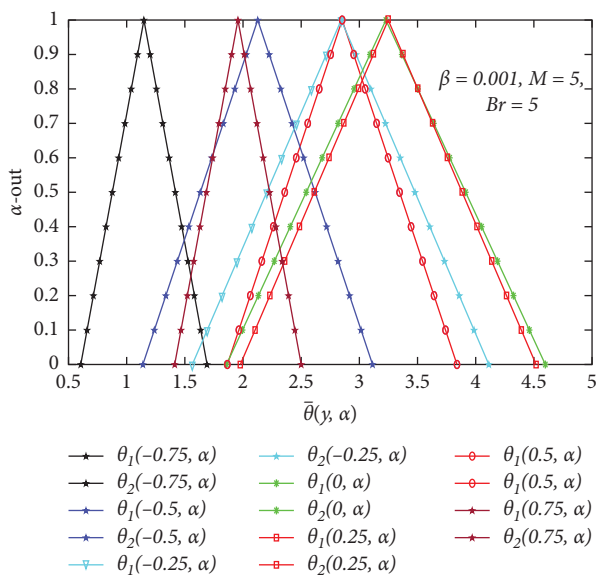 1
0.9
0.8
0.7
0.6
0.5
0.4
0.3
0.2
0.1
0
α-out
β = 0.001, M = 5,
Br = 5
0.5 1 1.5 2 2.5 3 3.5 4 4.5 5
θ̄(y, α)
θ1(−0.75, α) θ2(−0.25, α) θ1(0.5, α)
θ2(−0.75, α) θ1(0, α) θ1(0.5, α)
θ1(−0.5, α) θ2(0, α) θ1(0.75, α)
θ2(−0.5, α) θ1(0.25, α) θ2(0.75, α)
θ1(−0.25, α) θ2(0.25, α)